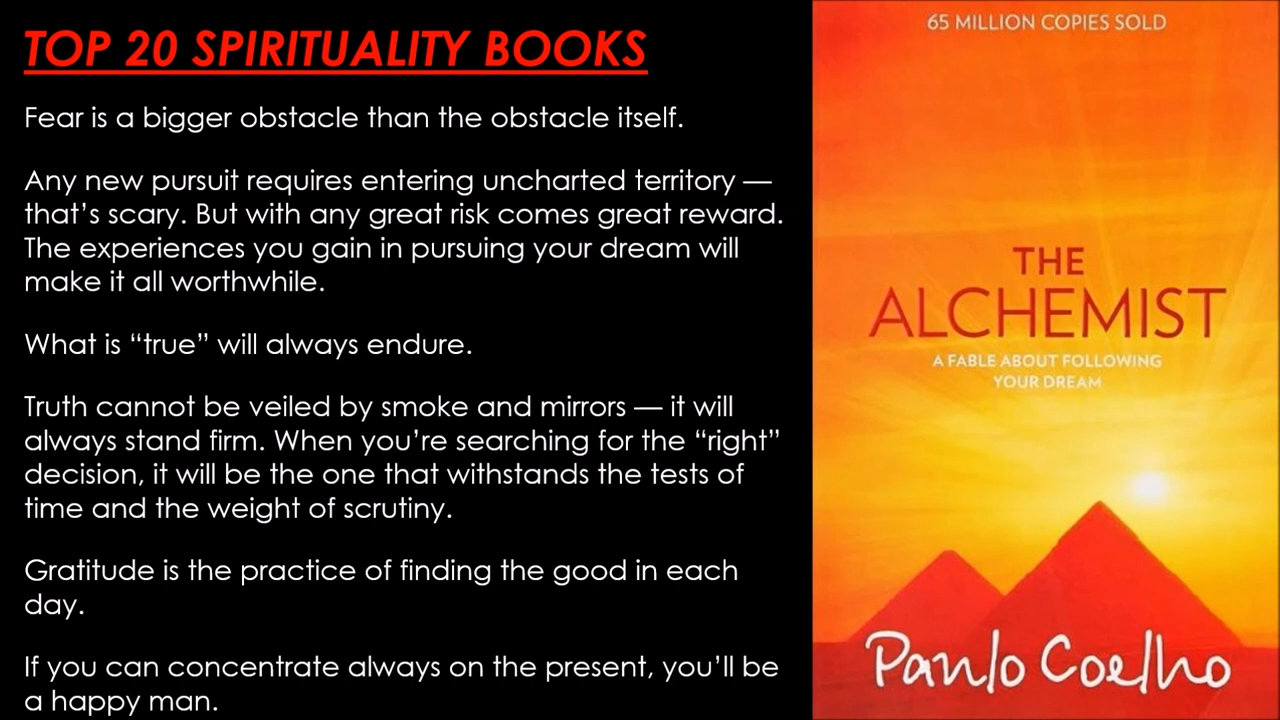 TOP 20 SPIRITUALITY BOOKS
Fear is a bigger obstacle than the obstacle itself.
Any new pursuit requires entering uncharted territory —
that’s scary. But with any great risk comes great reward.
The experiences you gain in pursuing your dream will
make it all worthwhile.
What is “true” will always endure.
Truth cannot be veiled by smoke and mirrors — it will
always stand firm. When you’re searching for the “right”
decision, it will be the one that withstands the tests of
time and the weight of scrutiny.
Gratitude is the practice of finding the good in each
day.
If you can concentrate always on the present, you’ll be
a happy man.
65 MILLION COPIES SOLD
THE
ALCHEMIST
A FABLE ABOUT FOLLOWING
YOUR DREAM
Paulo Coelho